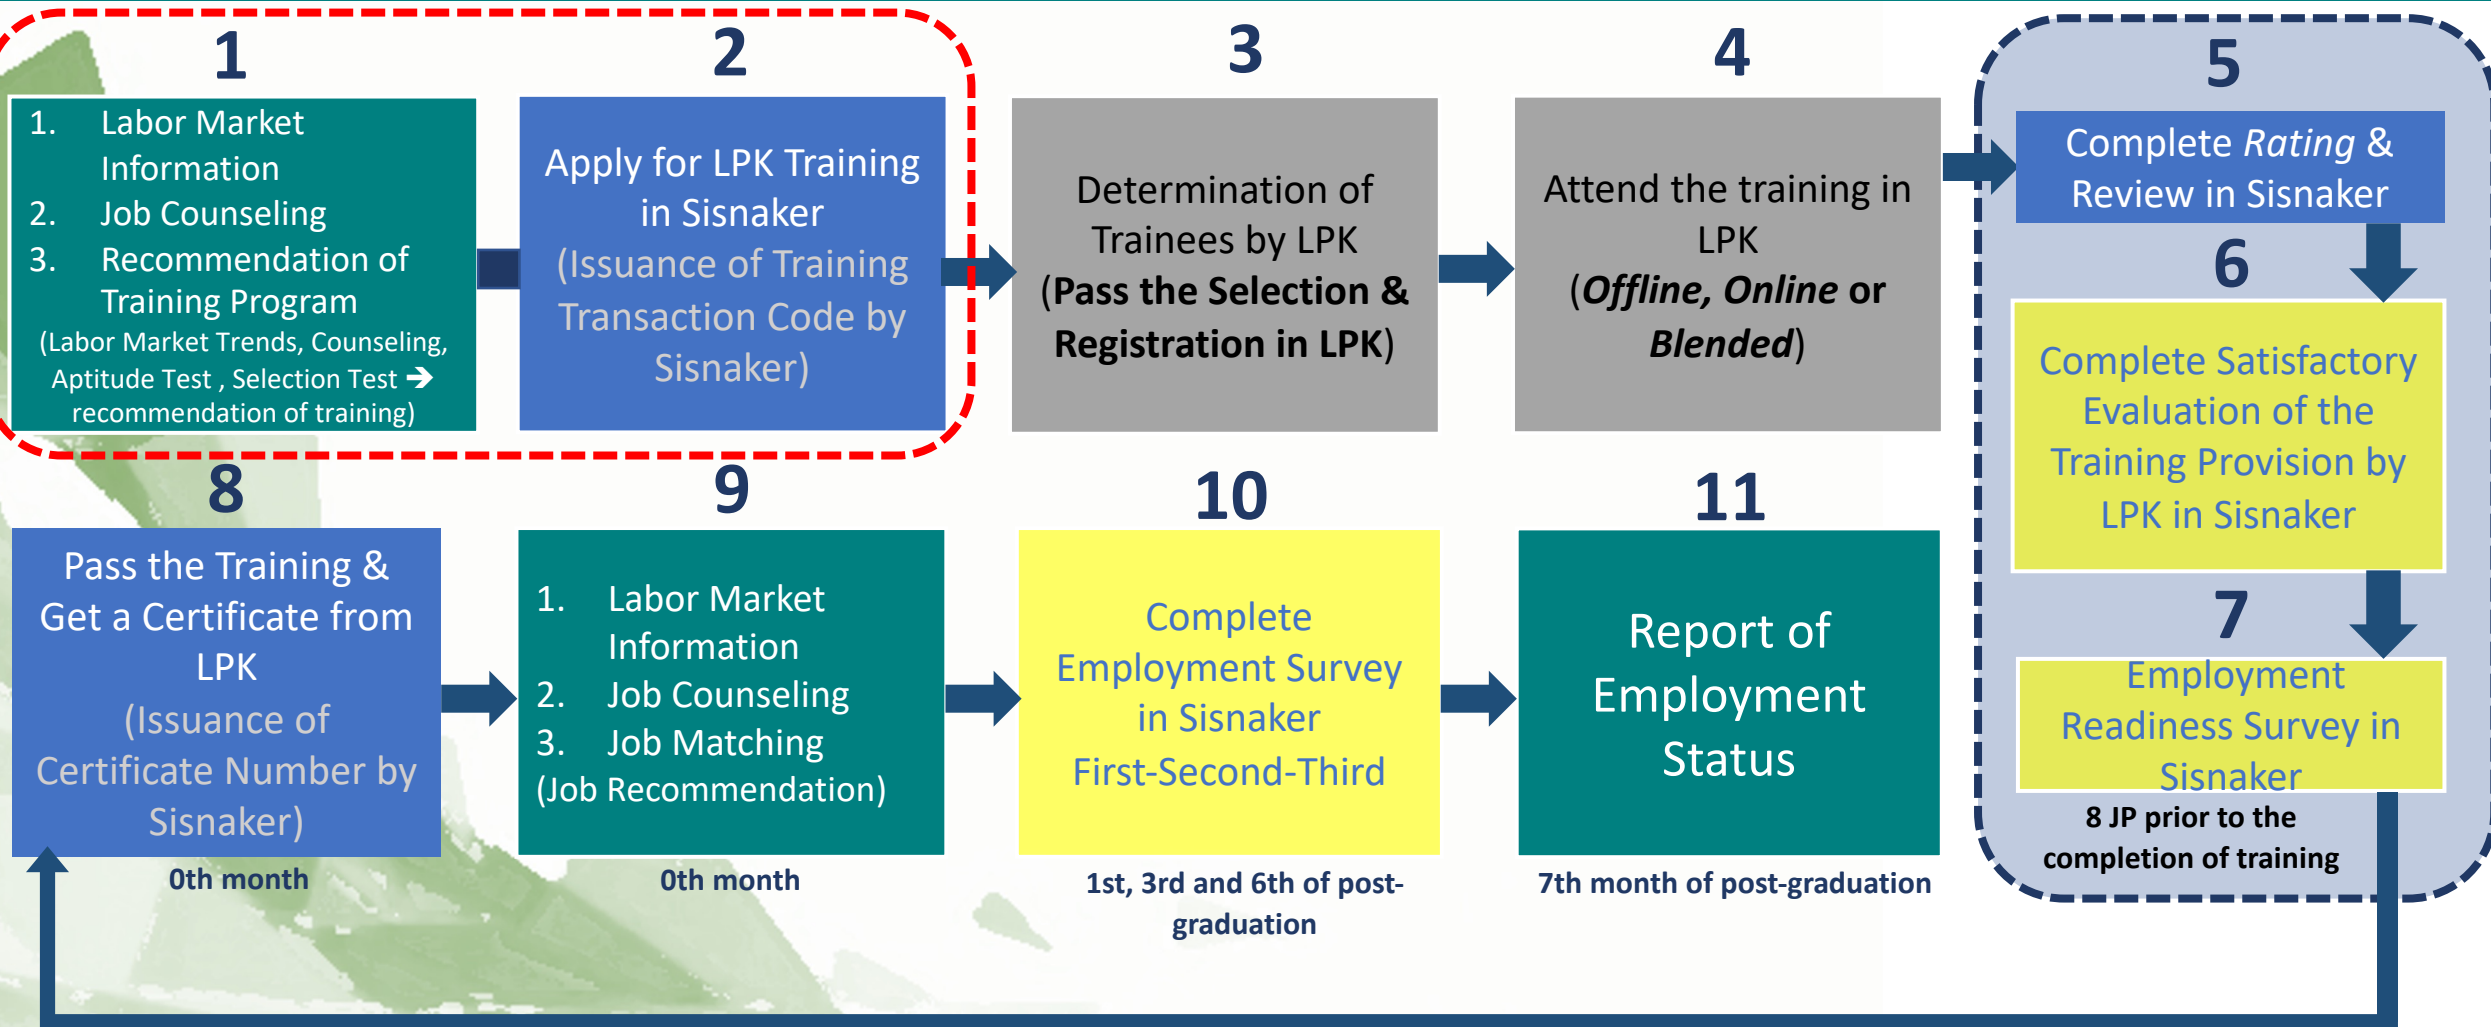 1
1. Labor Market
Information
2. Job Counseling
3. Recommendation of
Training Program
(Labor Market Trends, Counseling,
Aptitude Test , Selection Test ➔
recommendation of training)
2
Apply for LPK Training
in Sisnaker
(Issuance of Training
Transaction Code by
Sisnaker)
3
Determination of
Trainees by LPK
(Pass the Selection &
Registration in LPK)
4
Attend the training in
LPK
(Offline, Online or
Blended)
5
Complete Rating &
Review in Sisnaker
6
Complete Satisfactory
Evaluation of the
Training Provision by
LPK in Sisnaker
7
Employment
Readiness Survey in
Sisnaker
8 JP prior to the
completion of training
8
Pass the Training &
Get a Certificate from
LPK
(Issuance of
Certificate Number by
Sisnaker)
0th month
9
1. Labor Market
Information
2. Job Counseling
3. Job Matching
(Job Recommendation)
0th month
10
Complete
Employment Survey
in Sisnaker
First-Second-Third
1st, 3rd and 6th of post-
graduation
11
Report of
Employment
Status
7th month of post-graduation